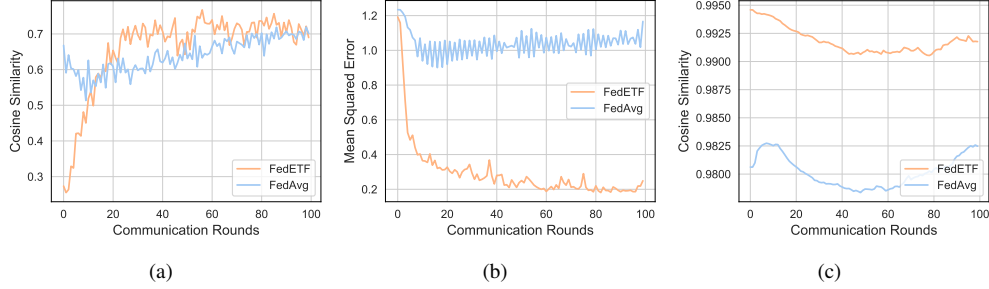 Cosine Similarity
0.7
0.6
0.5
0.4
0.3
0
20
40
60
80
100
Communication Rounds
FedETF
FedAvg
(a)
Mean Squared Error
1.2
1.0
0.8
0.6
0.4
0.2
0
20
40
60
80
100
Communication Rounds
FedETF
FedAvg
(b)
Cosine Similarity
0.9950
0.9925
0.9900
0.9875
0.9850
0.9825
0.9800
0
20
40
60
80
100
Communication Rounds
FedETF
FedAvg
(c)